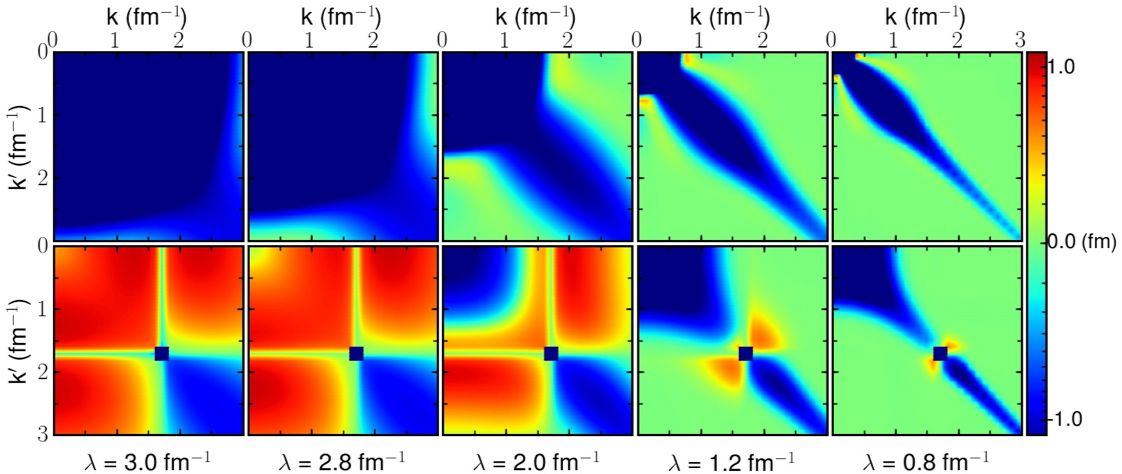 k (fm⁻¹) k (fm⁻¹) k (fm⁻¹) k (fm⁻¹) k (fm⁻¹)
0 1 2 0 1 2 0 1 2 0 1 2 0 1 2 3
0
1.0
k′ (fm⁻¹)
1
2
0 0.0 (fm)
k′ (fm⁻¹)
1
2
-1.0
3
λ = 3.0 fm⁻¹ λ = 2.8 fm⁻¹ λ = 2.0 fm⁻¹ λ = 1.2 fm⁻¹ λ = 0.8 fm⁻¹